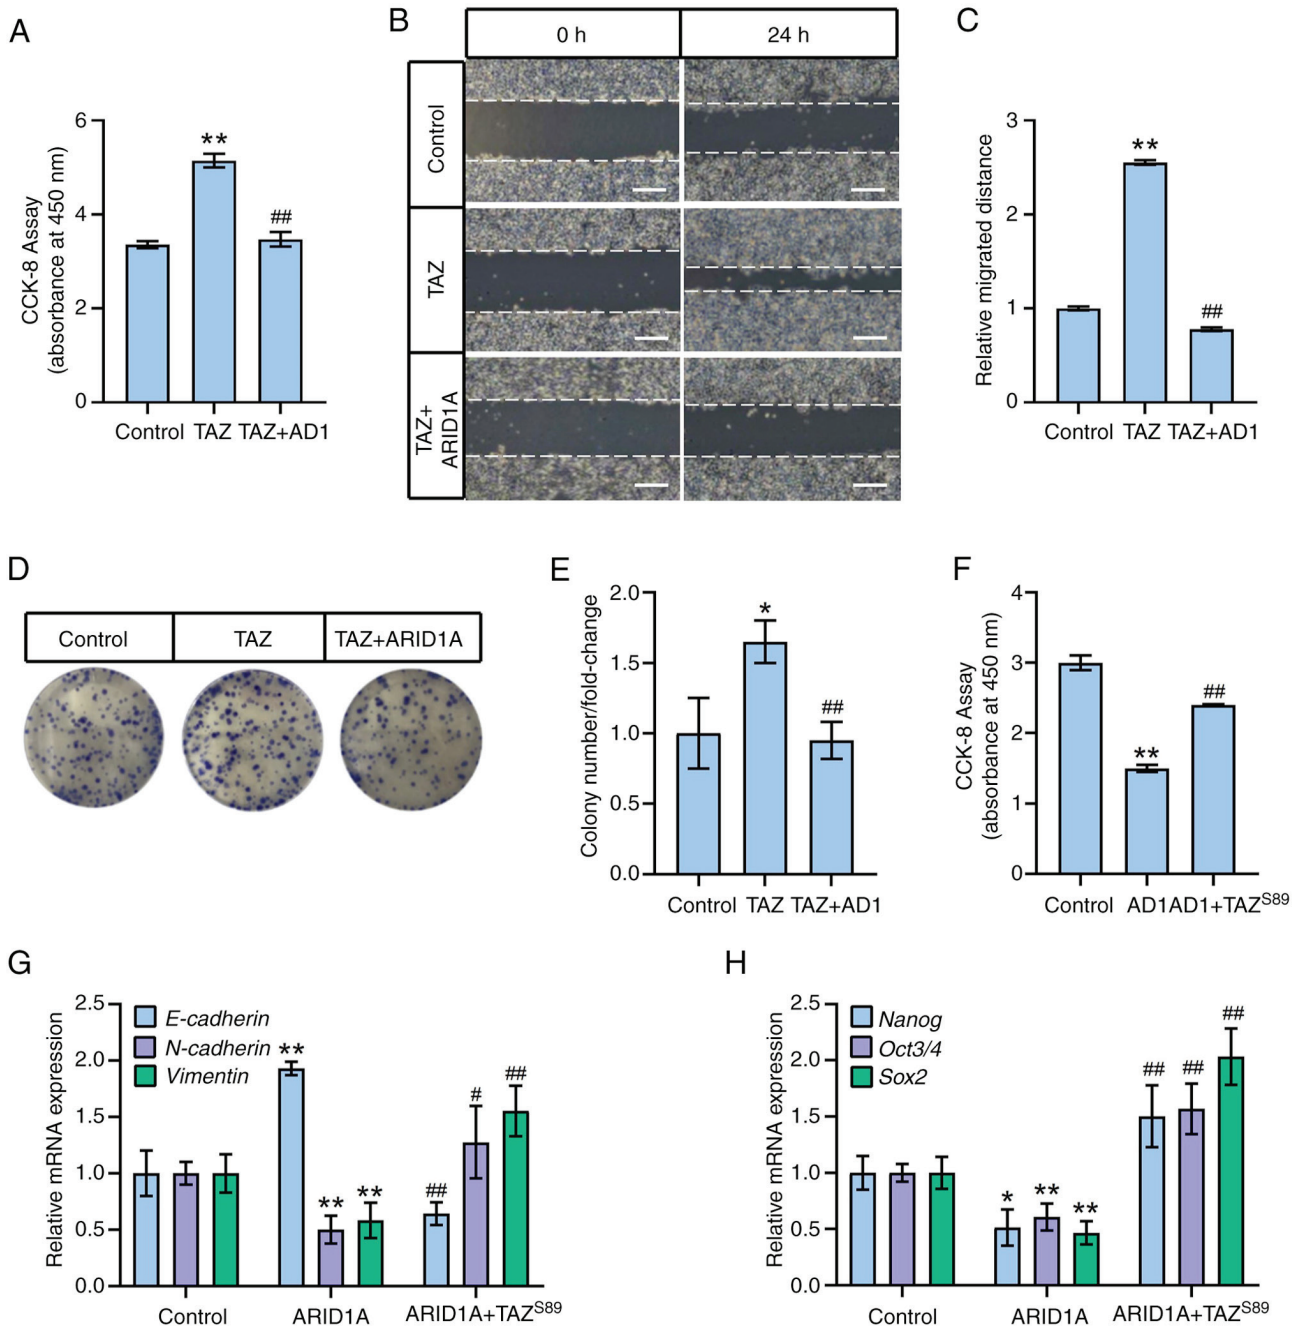 A
CCK-8 Assay
(absorbance at 450 nm)
6
4
2
0
**
##
Control TAZ TAZ+AD1
B
0 h
24 h
Control
TAZ
TAZ+
ARID1A
C
Relative migrated distance
3
2
1
0
**
##
Control TAZ TAZ+AD1
D
Control
TAZ
TAZ+ARID1A
E
Colony number/fold-change
2.0
1.5
1.0
0.5
0.0
*
##
Control TAZ TAZ+AD1
F
CCK-8 Assay
(absorbance at 450 nm)
4
3
2
1
0
**
##
Control AD1AD1+TAZS89
G
Relative mRNA expression
2.5
2.0
1.5
1.0
0.5
0.0
E-cadherin
N-cadherin
Vimentin
**
**
**
##
#
##
Control ARID1A ARID1A+TAZS89
H
Relative mRNA expression
2.5
2.0
1.5
1.0
0.5
0.0
Nanog
Oct3/4
Sox2
*
**
**
##
##
##
Control ARID1A ARID1A+TAZS89